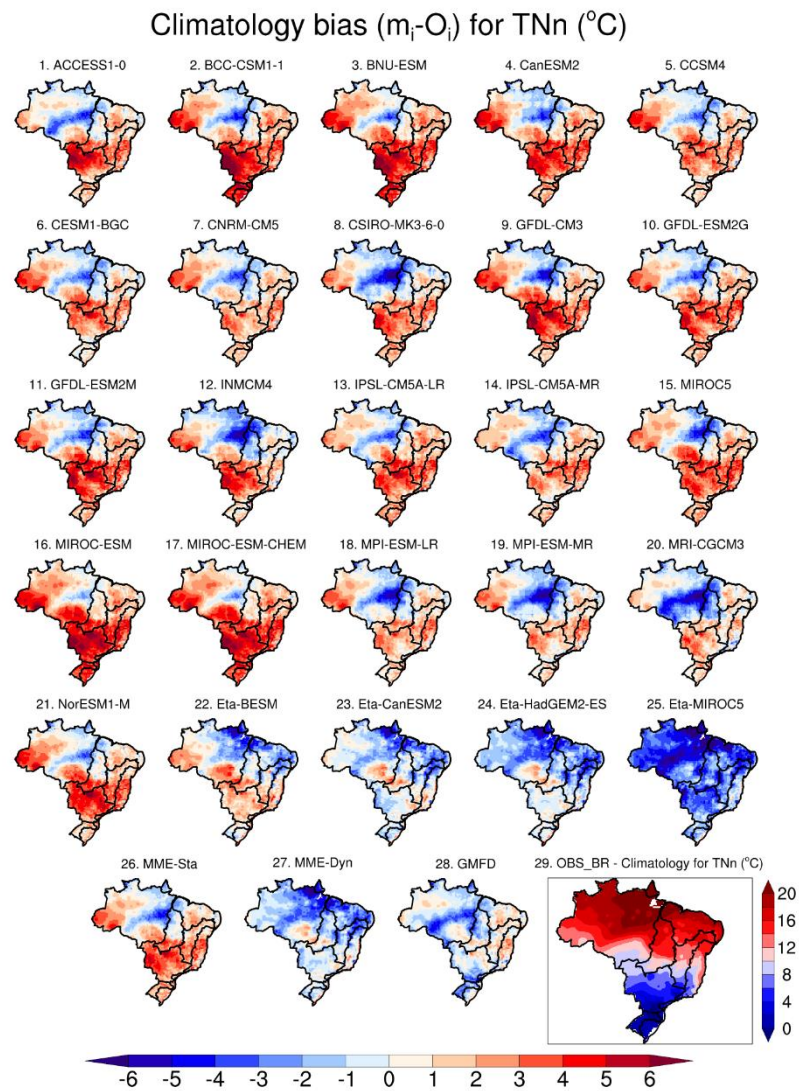 Climatology bias (mᵢ-Oᵢ) for TNn (°C)
1. ACCESS1-0 2. BCC-CSM1-1 3. BNU-ESM 4. CanESM2 5. CCSM4
6. CESM1-BGC 7. CNRM-CM5 8. CSIRO-MK3-6-0 9. GFDL-CM3 10. GFDL-ESM2G
11. GFDL-ESM2M 12. INMCM4 13. IPSL-CM5A-LR 14. IPSL-CM5A-MR 15. MIROC5
16. MIROC-ESM 17. MIROC-ESM-CHEM 18. MPI-ESM-LR 19. MPI-ESM-MR 20. MRI-CGCM3
21. NorESM1-M 22. Eta-BESM 23. Eta-CanESM2 24. Eta-HadGEM2-ES 25. Eta-MIROC5
26. MME-Sta 27. MME-Dyn 28. GMFD 29. OBS_BR - Climatology for TNn (°C)
20
16
12
8
4
0
-6 -5 -4 -3 -2 -1 0 1 2 3 4 5 6